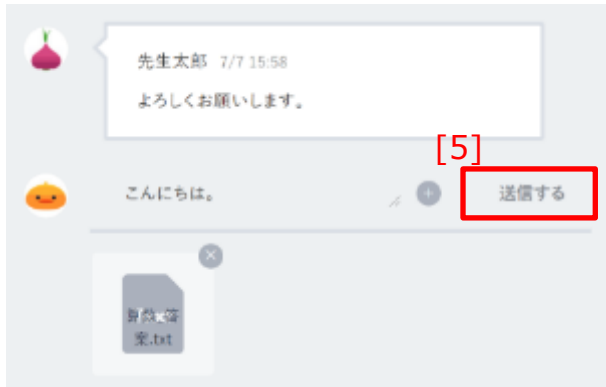 先生太郎 7/7 15:58
よろしくお願いします。
[5]
こんにちは。
送信する
案.txt